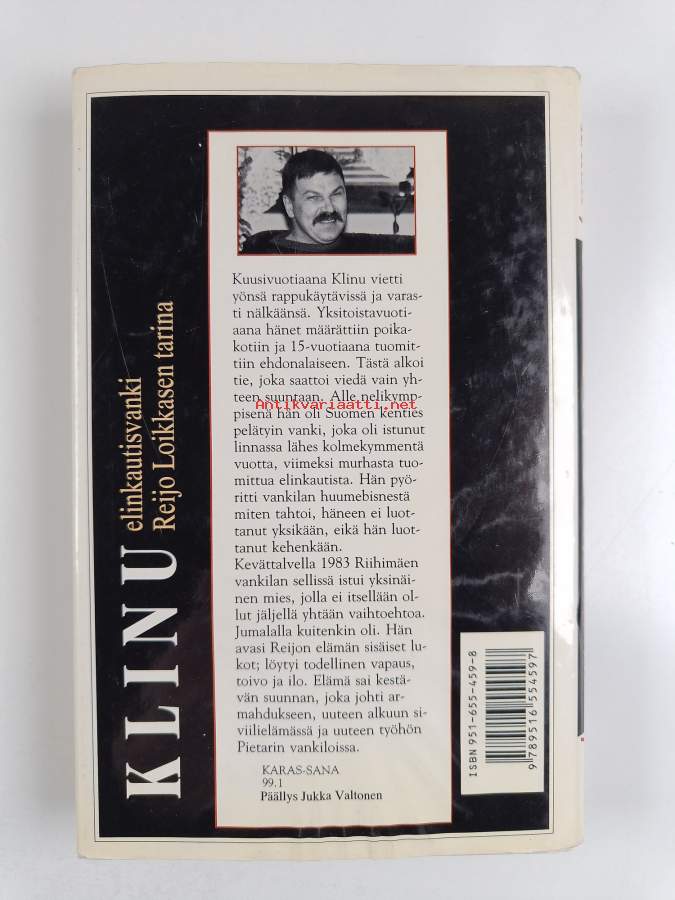 KLINU
elinkautisvanki
Reijo Loikkasen tarina
Kuusivuotiaana Klinu vietti
yönsä rappukäytävissä ja varas-
ti nälkäänsä. Yksitoistavuoti-
aana hänet määrättiin poika-
kotiin ja 15-vuotiaana tuomit-
tiin ehdonalaiseen. Tästä alkoi
tie, joka saattoi viedä vain yh-
teen suuntaan. Alle nelikymp-
Antikvariaatti.net
pisenä hän oli Suomen kenties
pelätyin vanki, joka oli istunut
linnassa lähes kolmekymmentä
vuotta, viimeksi murhasta tuo-
mittua elinkautista. Hän pyö-
ritti vankilan huumebisnestä
miten tahtoi, häneen ei luot-
tanut yksikään, eikä hän luot-
tanut kehenkään.
Kevättalvella 1983 Riihimäen
vankilan sellissä istui yksinäi-
nen mies, jolla ei itsellään ol-
lut jäljellä yhtään vaihtoehtoa.
Jumalalla kuitenkin oli. Hän
avasi Reijon elämän sisäiset lu-
kot; löytyi todellinen vapaus,
toivo ja ilo. Elämä sai kestä-
vän suunnan, joka johti ar-
mahdukseen, uuteen alkuun si-
viilielämässä ja uuteen työhön
Pietarin vankiloissa.
KARAS-SANA
99.1
Päällys Jukka Valtonen
ISBN 951-655-459-8
9 789516 554597